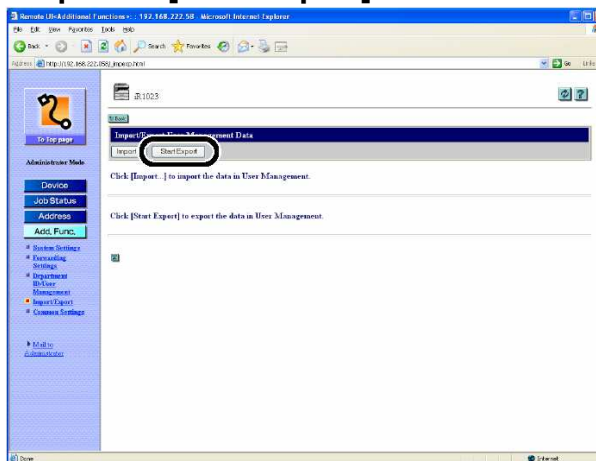 Remote UI<Additional Functions> : 192.168.222.58 - Microsoft Internet Explorer
File Edit View Favorites Tools Help
Back Search Favorites
Address Go Links
iR1023
To Top page
Import/Export User Management Data
Import Start Export
Administrator Mode
Click [Import...] to import the data in User Management.
Device
Job Status
Address
Click [Start Export] to export the data in User Management.
Add. Func.
System Settings
Forwarding
Settings
Department
ID/User
Management
Import/Export
Common Settings
Mail to
Administrator
Done Internet